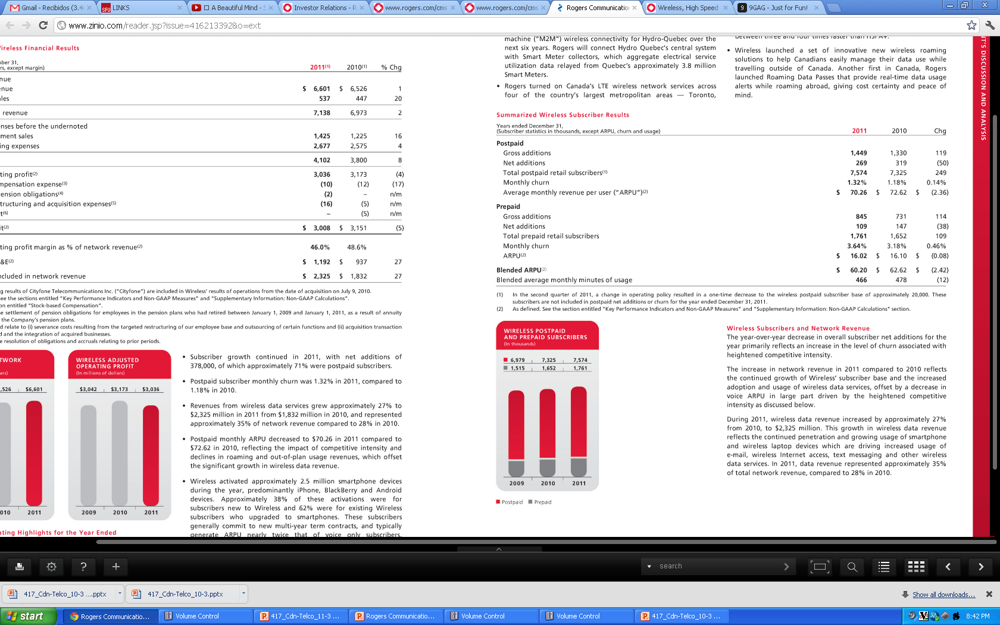 Gmail - Recibidos (3.4
LINKS
A Beautiful Mind -
Investor Relations - R
www.rogers.com/cms
www.rogers.com/cms
Rogers Communicatio
Wireless, High Speed
9GAG - Just for Fun!
www.zinio.com/reader.jsp?issue=416213392&o=ext
ireless Financial Results
ber 31,
rs, except margin)
2011(1) 2010(1) % Chg
nue
enue $ 6,601 $ 6,526 1
ales 537 447 20
revenue 7,138 6,973 2
enses before the undernoted
ment sales 1,425 1,225 16
ing expenses 2,677 2,575 4
4,102 3,800 8
ting profit(2) 3,036 3,173 (4)
mpensation expense(3) (10) (12) (17)
ension obligations(4) (2) – n/m
tructuring and acquisition expenses(5) (16) (5) n/m
t(6) – (5) n/m
it(2) $ 3,008 $ 3,151 (5)
ting profit margin as % of network revenue(2) 46.0% 48.6%
&E(2) $ 1,192 $ 937 27
ncluded in network revenue $ 2,325 $ 1,832 27
ng results of Cityfone Telecommunications Inc. ("Cityfone") are included in Wireless' results of operations from the date of acquisition on July 9, 2010.
see the sections entitled "Key Performance Indicators and Non-GAAP Measures" and "Supplementary Information: Non-GAAP Calculations".
on entitled "Stock-based Compensation".
he settlement of pension obligations for employees in the pension plans who had retired between January 1, 2009 and January 1, 2011, as a result of annuity
the Company's pension plans.
d relate to (i) severance costs resulting from the targeted restructuring of our employee base and outsourcing of certain functions and (ii) acquisition transaction
d and the integration of acquired businesses.
e resolution of obligations and accruals relating to prior periods.
TWORK
ars)
,526 $6,601
010 2011
WIRELESS ADJUSTED
OPERATING PROFIT
(In millions of dollars)
$3,042 $3,173 $3,036
2009 2010 2011
ating Highlights for the Year Ended
• Subscriber growth continued in 2011, with net additions of
378,000, of which approximately 71% were postpaid subscribers.
• Postpaid subscriber monthly churn was 1.32% in 2011, compared to
1.18% in 2010.
• Revenues from wireless data services grew approximately 27% to
$2,325 million in 2011 from $1,832 million in 2010, and represented
approximately 35% of network revenue compared to 28% in 2010.
• Postpaid monthly ARPU decreased to $70.26 in 2011 compared to
$72.62 in 2010, reflecting the impact of competitive intensity and
declines in roaming and out-of-plan usage revenues, which offset
the significant growth in wireless data revenue.
• Wireless activated approximately 2.5 million smartphone devices
during the year, predominantly iPhone, BlackBerry and Android
devices. Approximately 38% of these activations were for
subscribers new to Wireless and 62% were for existing Wireless
subscribers who upgraded to smartphones. These subscribers
generally commit to new multi-year term contracts, and typically
generate ARPU nearly twice that of voice only subscribers.
machine ("M2M") wireless connectivity for Hydro-Quebec over the
next six years. Rogers will connect Hydro Quebec's central system
with Smart Meter collectors, which aggregate electrical service
utilization data relayed from Quebec's approximately 3.8 million
Smart Meters.
• Rogers turned on Canada's LTE wireless network services across
four of the country's largest metropolitan areas — Toronto,
between three and four times faster than HSPA+.
• Wireless launched a set of innovative new wireless roaming
solutions to help Canadians easily manage their data use while
travelling outside of Canada. Another first in Canada, Rogers
launched Roaming Data Passes that provide real-time data usage
alerts while roaming abroad, giving cost certainty and peace of
mind.
Summarized Wireless Subscriber Results
Years ended December 31,
(Subscriber statistics in thousands, except ARPU, churn and usage) 2011 2010 Chg
Postpaid
Gross additions 1,449 1,330 119
Net additions 269 319 (50)
Total postpaid retail subscribers(1) 7,574 7,325 249
Monthly churn 1.32% 1.18% 0.14%
Average monthly revenue per user ("ARPU")(2) $ 70.26 $ 72.62 $ (2.36)
Prepaid
Gross additions 845 731 114
Net additions 109 147 (38)
Total prepaid retail subscribers 1,761 1,652 109
Monthly churn 3.64% 3.18% 0.46%
ARPU(2) $ 16.02 $ 16.10 $ (0.08)
Blended ARPU(2) $ 60.20 $ 62.62 $ (2.42)
Blended average monthly minutes of usage 466 478 (12)
(1) In the second quarter of 2011, a change in operating policy resulted in a one-time decrease to the wireless postpaid subscriber base of approximately 20,000. These
subscribers are not included in postpaid net additions or churn for the year ended December 31, 2011.
(2) As defined. See the section entitled "Key Performance Indicators and Non-GAAP Measures" and "Supplementary Information: Non-GAAP Calculations" section.
WIRELESS POSTPAID
AND PREPAID SUBSCRIBERS
(In thousands)
6,979 7,325 7,574
1,515 1,652 1,761
2009 2010 2011
Postpaid Prepaid
Wireless Subscribers and Network Revenue
The year-over-year decrease in overall subscriber net additions for the
year primarily reflects an increase in the level of churn associated with
heightened competitive intensity.
The increase in network revenue in 2011 compared to 2010 reflects
the continued growth of Wireless' subscriber base and the increased
adoption and usage of wireless data services, offset by a decrease in
voice ARPU in large part driven by the heightened competitive
intensity as discussed below.
During 2011, wireless data revenue increased by approximately 27%
from 2010, to $2,325 million. This growth in wireless data revenue
reflects the continued penetration and growing usage of smartphone
and wireless laptop devices which are driving increased usage of
e-mail, wireless Internet access, text messaging and other wireless
data services. In 2011, data revenue represented approximately 35%
of total network revenue, compared to 28% in 2010.
NT'S DISCUSSION AND ANALYSIS
search
417_Cdn-Telco_10-3 ....pptx
417_Cdn-Telco_10-3.pptx
Show all downloads...
start
Rogers Communicatio...
Volume Control
417_Cdn-Telco_11-3 ...
Rogers Communicatio...
Volume Control
Volume Control
417_Cdn-Telco_10-3 ...
8:42 PM